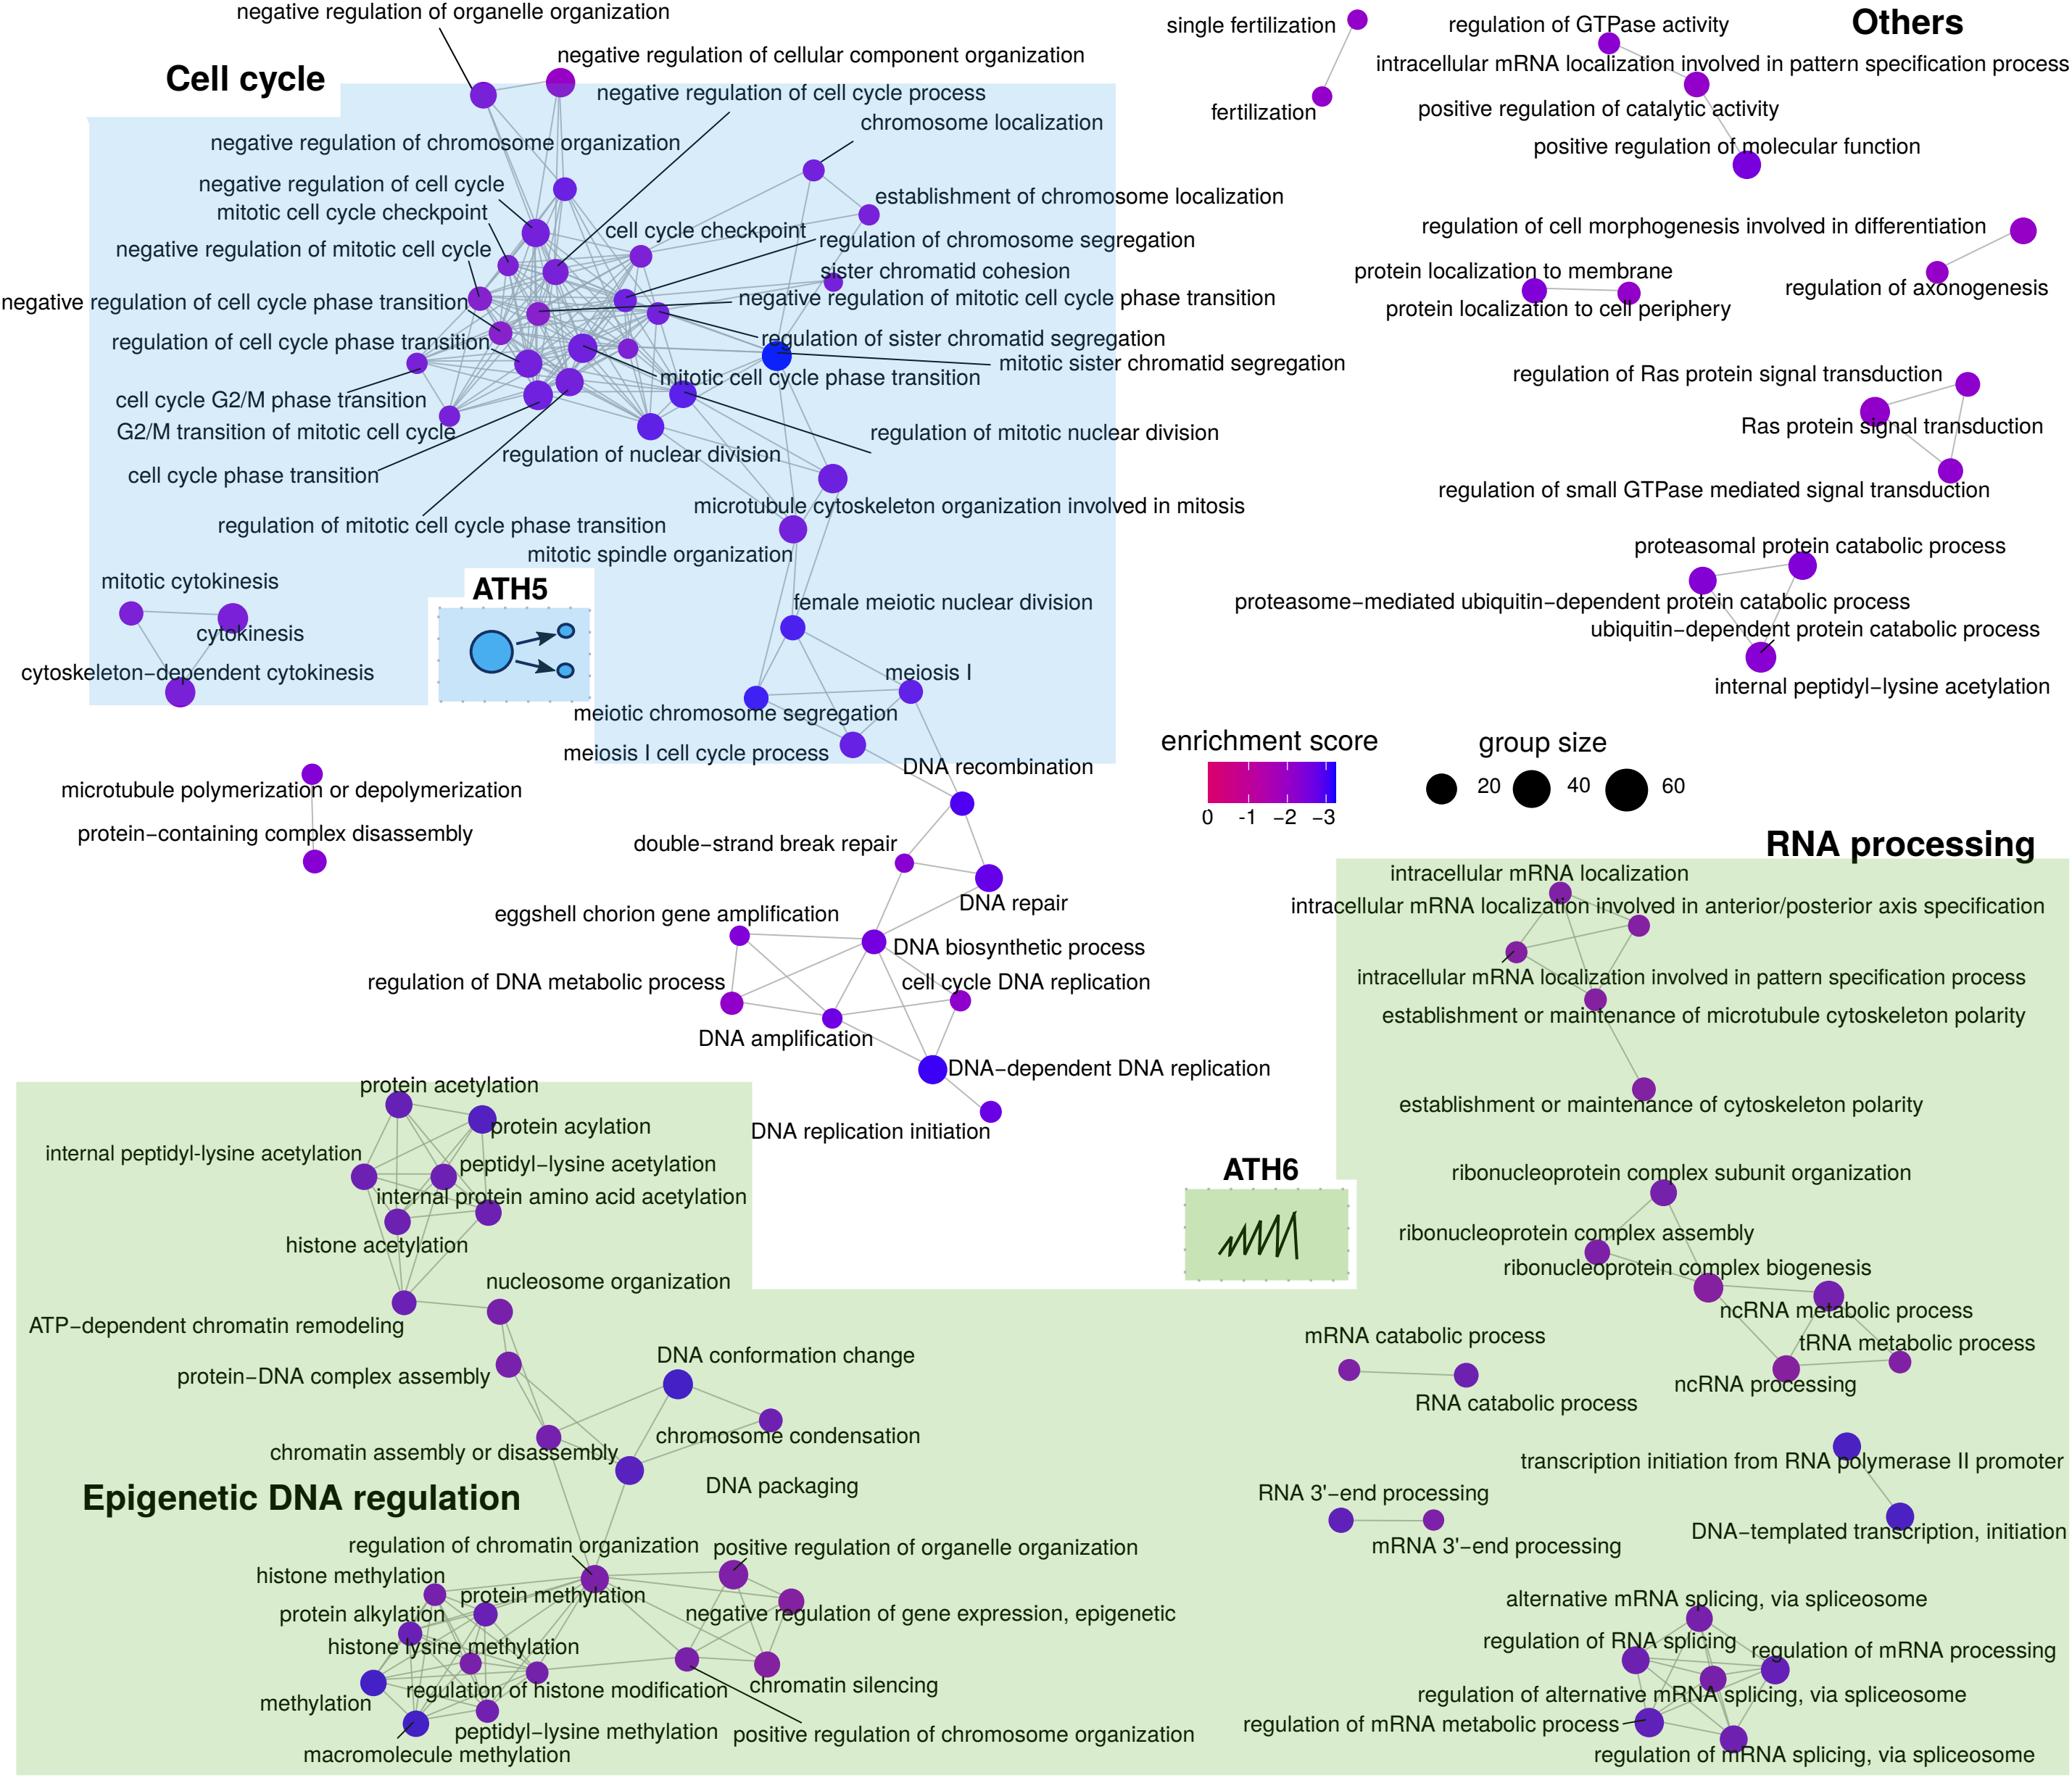 negative regulation of organelle organization
negative regulation of cellular component organization
Cell cycle
negative regulation of cell cycle process
chromosome localization
negative regulation of chromosome organization
negative regulation of cell cycle
mitotic cell cycle checkpoint
establishment of chromosome localization
cell cycle checkpoint
negative regulation of mitotic cell cycle
regulation of chromosome segregation
sister chromatid cohesion
negative regulation of cell cycle phase transition
negative regulation of mitotic cell cycle phase transition
regulation of cell cycle phase transition
regulation of sister chromatid segregation
mitotic sister chromatid segregation
mitotic cell cycle phase transition
cell cycle G2/M phase transition
G2/M transition of mitotic cell cycle
regulation of mitotic nuclear division
regulation of nuclear division
cell cycle phase transition
microtubule cytoskeleton organization involved in mitosis
regulation of mitotic cell cycle phase transition
mitotic spindle organization
mitotic cytokinesis
ATH5
female meiotic nuclear division
cytokinesis
cytoskeleton−dependent cytokinesis
meiosis I
meiotic chromosome segregation
meiosis I cell cycle process
Others
single fertilization
fertilization
regulation of GTPase activity
intracellular mRNA localization involved in pattern specification process
positive regulation of catalytic activity
positive regulation of molecular function
regulation of cell morphogenesis involved in differentiation
protein localization to membrane
regulation of axonogenesis
protein localization to cell periphery
regulation of Ras protein signal transduction
Ras protein signal transduction
regulation of small GTPase mediated signal transduction
proteasomal protein catabolic process
proteasome−mediated ubiquitin−dependent protein catabolic process
ubiquitin−dependent protein catabolic process
internal peptidyl−lysine acetylation
enrichment score
0 -1 −2 −3
group size
20 40 60
microtubule polymerization or depolymerization
protein−containing complex disassembly
DNA recombination
double−strand break repair
DNA repair
eggshell chorion gene amplification
DNA biosynthetic process
regulation of DNA metabolic process
cell cycle DNA replication
DNA amplification
DNA−dependent DNA replication
DNA replication initiation
RNA processing
intracellular mRNA localization
intracellular mRNA localization involved in anterior/posterior axis specification
intracellular mRNA localization involved in pattern specification process
establishment or maintenance of microtubule cytoskeleton polarity
establishment or maintenance of cytoskeleton polarity
ATH6
ribonucleoprotein complex subunit organization
ribonucleoprotein complex assembly
ribonucleoprotein complex biogenesis
ncRNA metabolic process
mRNA catabolic process
tRNA metabolic process
ncRNA processing
RNA catabolic process
transcription initiation from RNA polymerase II promoter
RNA 3'−end processing
DNA−templated transcription, initiation
mRNA 3'−end processing
alternative mRNA splicing, via spliceosome
regulation of RNA splicing
regulation of mRNA processing
regulation of alternative mRNA splicing, via spliceosome
regulation of mRNA metabolic process
regulation of mRNA splicing, via spliceosome
protein acetylation
protein acylation
internal peptidyl-lysine acetylation
peptidyl−lysine acetylation
internal protein amino acid acetylation
histone acetylation
nucleosome organization
ATP−dependent chromatin remodeling
DNA conformation change
protein−DNA complex assembly
chromosome condensation
chromatin assembly or disassembly
DNA packaging
Epigenetic DNA regulation
regulation of chromatin organization
positive regulation of organelle organization
histone methylation
protein methylation
protein alkylation
negative regulation of gene expression, epigenetic
histone lysine methylation
chromatin silencing
regulation of histone modification
methylation
peptidyl−lysine methylation
positive regulation of chromosome organization
macromolecule methylation